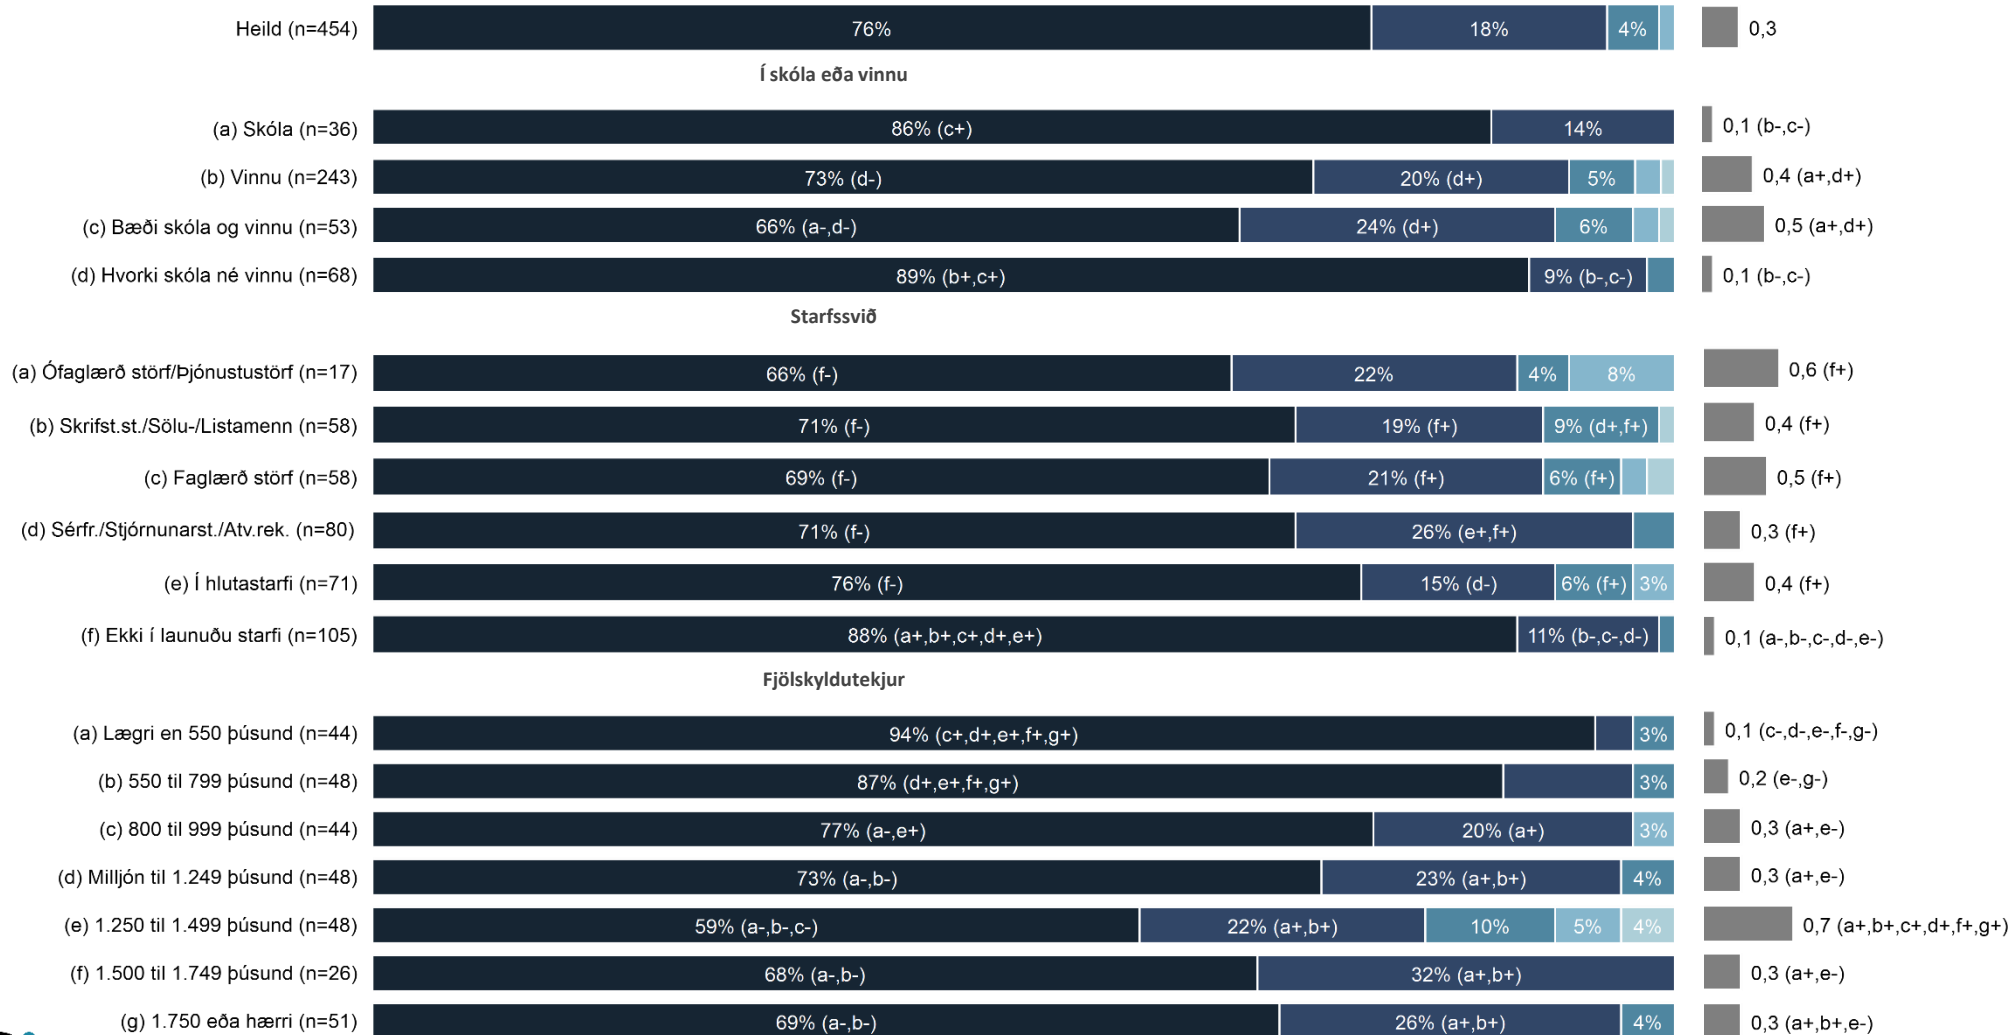 Heild (n=454) 76% 18% 4% 0,3
Í skóla eða vinnu
(a) Skóla (n=36) 86% (c+) 14% 0,1 (b-,c-)
(b) Vinnu (n=243) 73% (d-) 20% (d+) 5% 0,4 (a+,d+)
(c) Bæði skóla og vinnu (n=53) 66% (a-,d-) 24% (d+) 6% 0,5 (a+,d+)
(d) Hvorki skóla né vinnu (n=68) 89% (b+,c+) 9% (b-,c-) 0,1 (b-,c-)
Starfssvið
(a) Ófaglærð störf/Þjónustustörf (n=17) 66% (f-) 22% 4% 8% 0,6 (f+)
(b) Skrifst.st./Sölu-/Listamenn (n=58) 71% (f-) 19% (f+) 9% (d+,f+) 0,4 (f+)
(c) Faglærð störf (n=58) 69% (f-) 21% (f+) 6% (f+) 0,5 (f+)
(d) Sérfr./Stjórnunarst./Atv.rek. (n=80) 71% (f-) 26% (e+,f+) 0,3 (f+)
(e) Í hlutastarfi (n=71) 76% (f-) 15% (d-) 6% (f+) 3% 0,4 (f+)
(f) Ekki í launuðu starfi (n=105) 88% (a+,b+,c+,d+,e+) 11% (b-,c-,d-) 0,1 (a-,b-,c-,d-,e-)
Fjölskyldutekjur
(a) Lægri en 550 þúsund (n=44) 94% (c+,d+,e+,f+,g+) 3% 0,1 (c-,d-,e-,f-,g-)
(b) 550 til 799 þúsund (n=48) 87% (d+,e+,f+,g+) 3% 0,2 (e-,g-)
(c) 800 til 999 þúsund (n=44) 77% (a-,e+) 20% (a+) 3% 0,3 (a+,e-)
(d) Milljón til 1.249 þúsund (n=48) 73% (a-,b-) 23% (a+,b+) 4% 0,3 (a+,e-)
(e) 1.250 til 1.499 þúsund (n=48) 59% (a-,b-,c-) 22% (a+,b+) 10% 5% 4% 0,7 (a+,b+,c+,d+,f+,g+)
(f) 1.500 til 1.749 þúsund (n=26) 68% (a-,b-) 32% (a+,b+) 0,3 (a+,e-)
(g) 1.750 eða hærri (n=51) 69% (a-,b-) 26% (a+,b+) 4% 0,3 (a+,b+,e-)